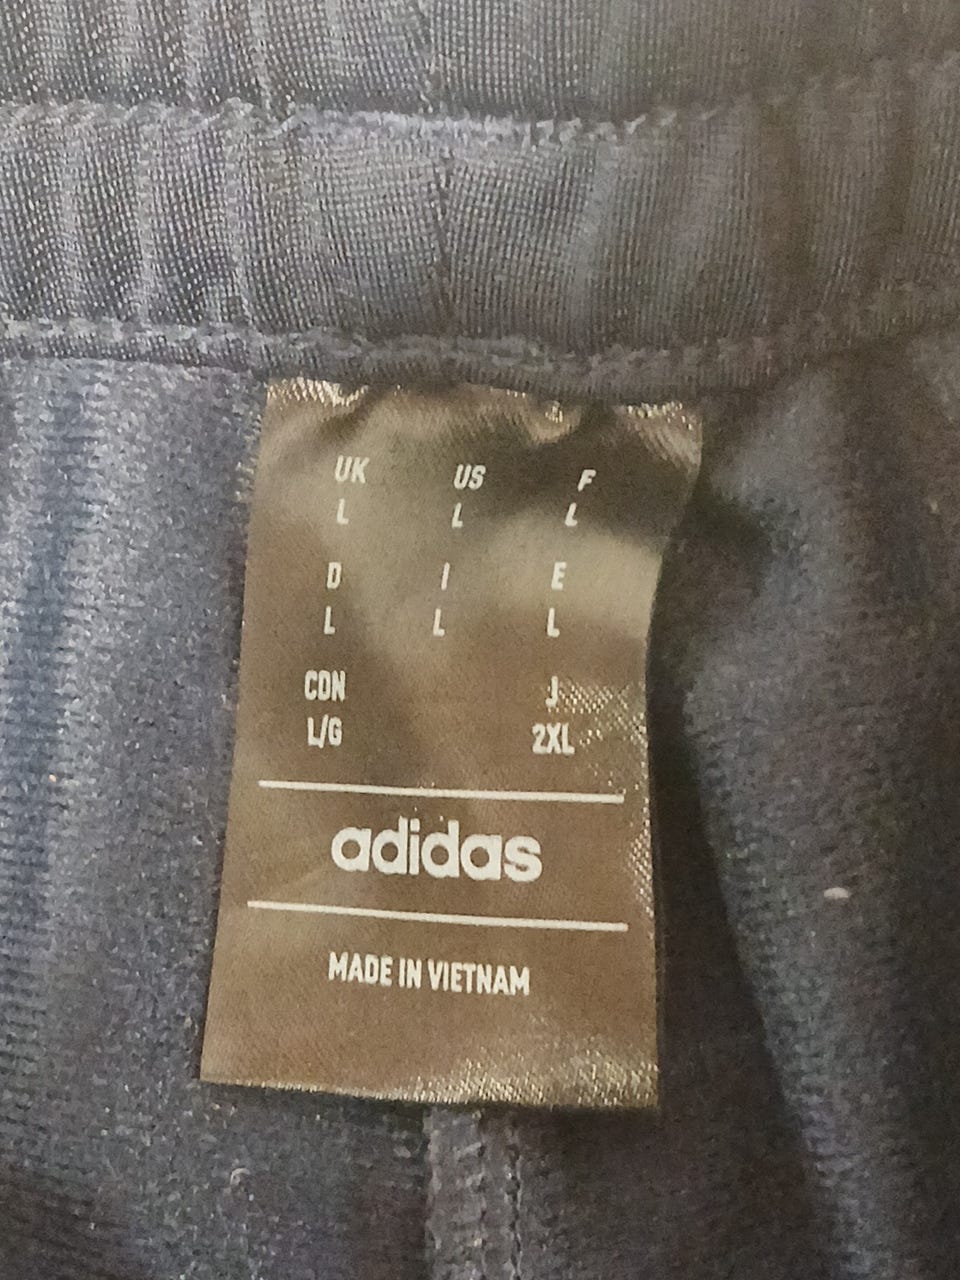 UK US F
L L L
D I E
L L L
CDN J
L/G 2XL
adidas
MADE IN VIETNAM